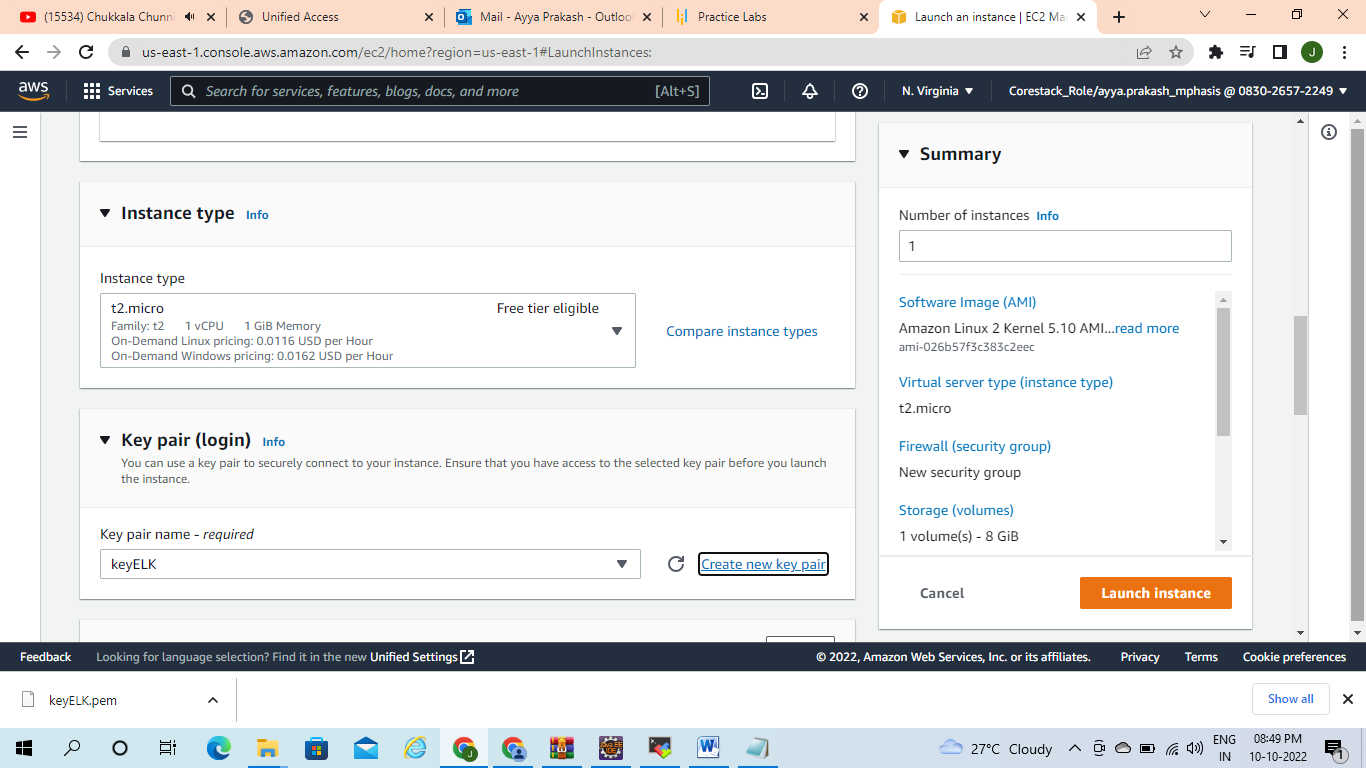 (15534) Chukkala Chunni
Unified Access
Mail - Ayya Prakash - Outloo
Practice Labs
Launch an instance | EC2 Ma
us-east-1.console.aws.amazon.com/ec2/home?region=us-east-1#LaunchInstances:
J
aws
Services
Search for services, features, blogs, docs, and more
[Alt+S]
N. Virginia
Corestack_Role/ayya.prakash_mphasis @ 0830-2657-2249
Instance type Info
Instance type
t2.micro
Free tier eligible
Family: t2 1 vCPU 1 GiB Memory
On-Demand Linux pricing: 0.0116 USD per Hour
On-Demand Windows pricing: 0.0162 USD per Hour
Compare instance types
Key pair (login) Info
You can use a key pair to securely connect to your instance. Ensure that you have access to the selected key pair before you launch
the instance.
Key pair name - required
keyELK
Create new key pair
Summary
Number of instances Info
1
Software Image (AMI)
Amazon Linux 2 Kernel 5.10 AMI...read more
ami-026b57f3c383c2eec
Virtual server type (instance type)
t2.micro
Firewall (security group)
New security group
Storage (volumes)
1 volume(s) - 8 GiB
Cancel
Launch instance
Feedback
Looking for language selection? Find it in the new Unified Settings
© 2022, Amazon Web Services, Inc. or its affiliates.
Privacy
Terms
Cookie preferences
keyELK.pem
Show all
27°C Cloudy
ENG
IN
08:49 PM
10-10-2022
1